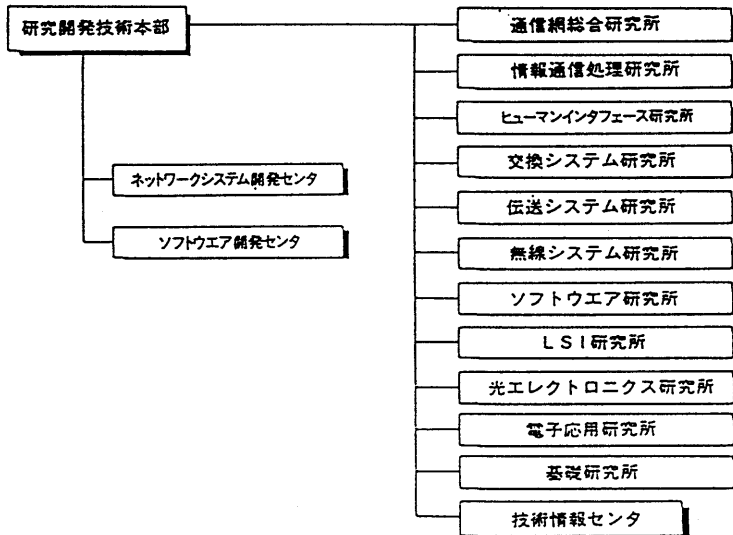 研究開発技術本部
ネットワークシステム開発センタ
ソフトウエア開発センタ
通信網総合研究所
情報通信処理研究所
ヒューマンインタフェース研究所
交換システム研究所
伝送システム研究所
無線システム研究所
ソフトウエア研究所
LSI研究所
光エレクトロニクス研究所
電子応用研究所
基礎研究所
技術情報センタ